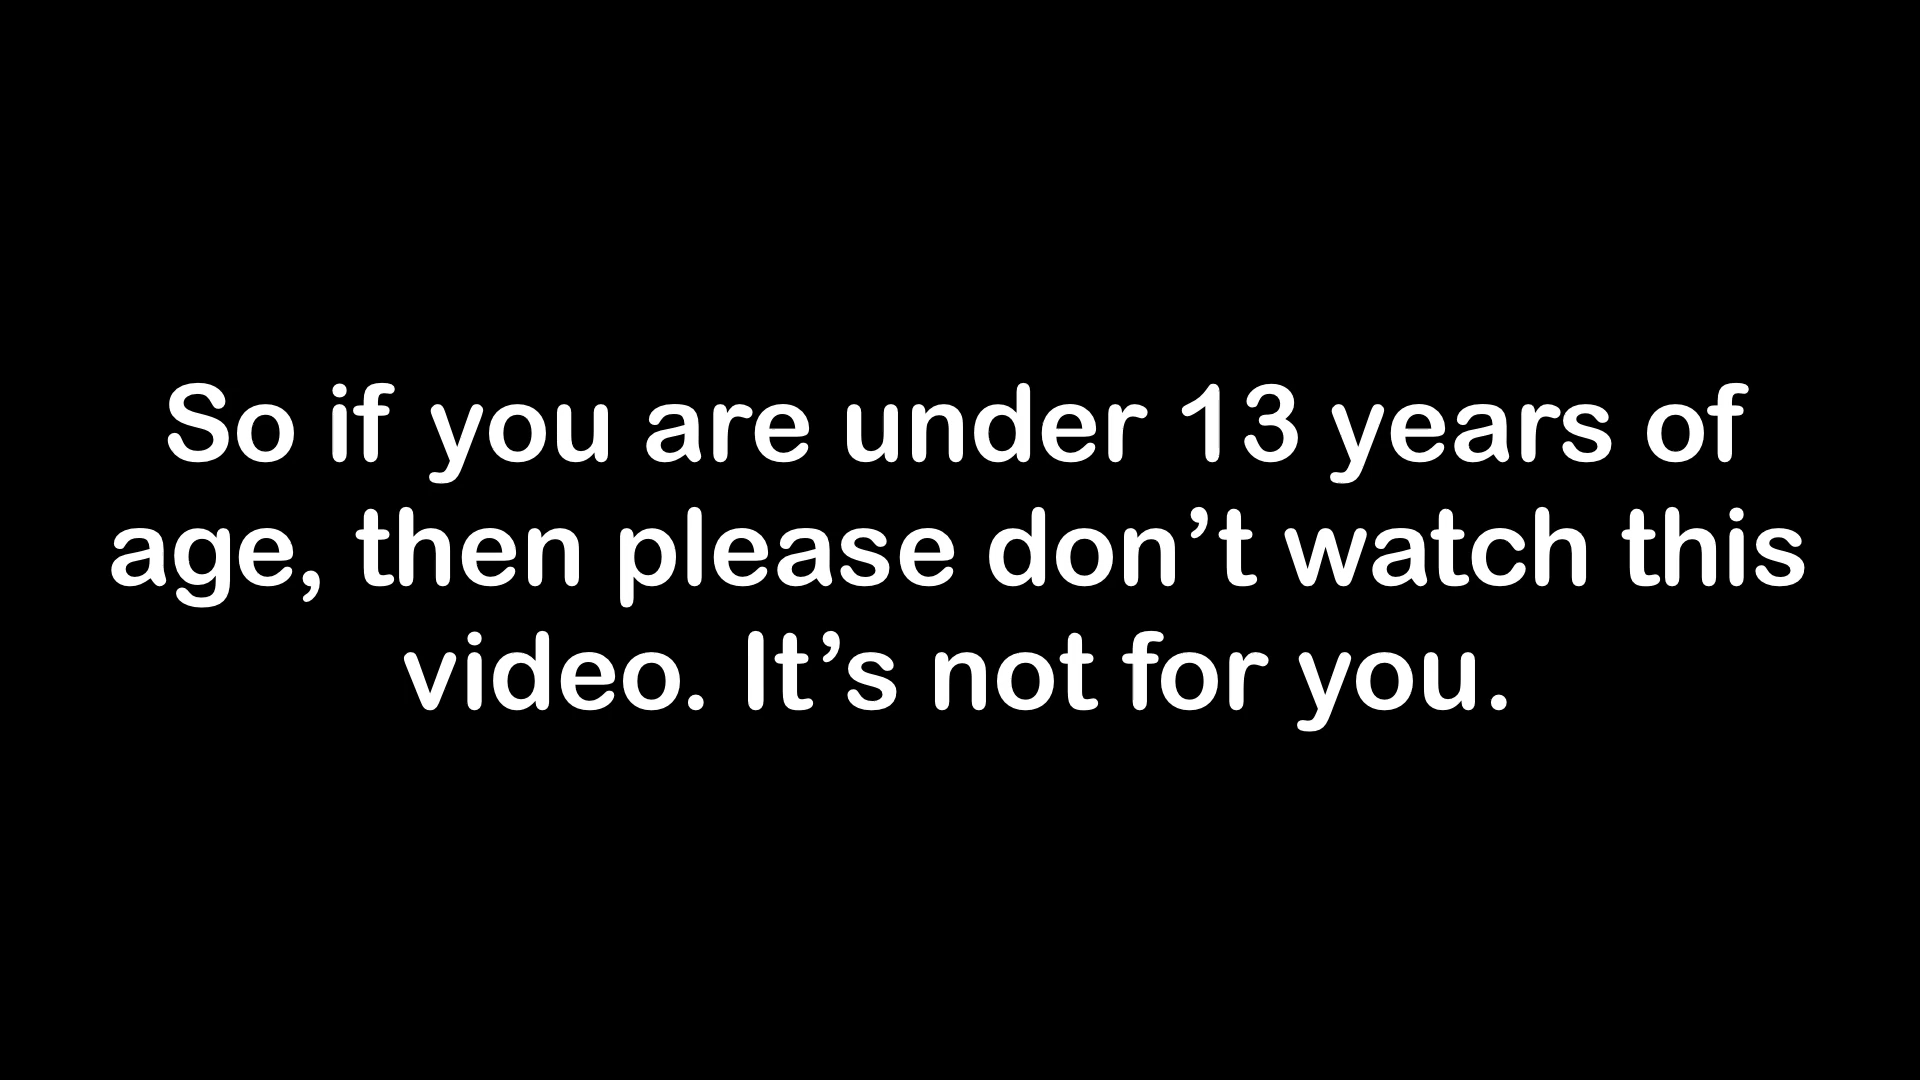 So if you are under 13 years of
age, then please don’t watch this
video. It’s not for you.